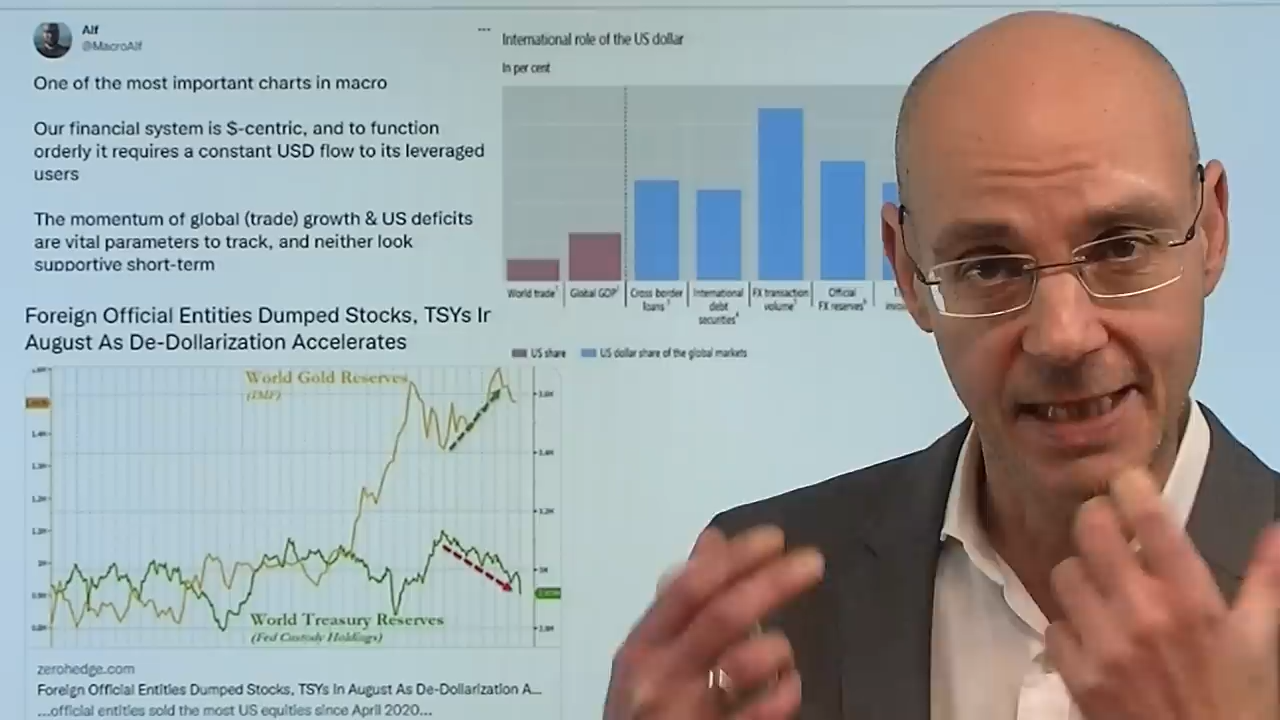 Alf
@MacroAlf
...
One of the most important charts in macro
Our financial system is $-centric, and to function
orderly it requires a constant USD flow to its leveraged
users
The momentum of global (trade) growth & US deficits
are vital parameters to track, and neither look
supportive short-term
International role of the US dollar
In per cent
World trade
Global GDP
Cross border
loans
International
debt
securities
FX transaction
volume
Official
FX reserves
US share
US dollar share of the global markets
Foreign Official Entities Dumped Stocks, TSYs In
August As De-Dollarization Accelerates
World Gold Reserves
(IMF)
World Treasury Reserves
(Fed Custody Holdings)
zerohedge.com
Foreign Official Entities Dumped Stocks, TSYs In August As De-Dollarization A...
...official entities sold the most US equities since April 2020...